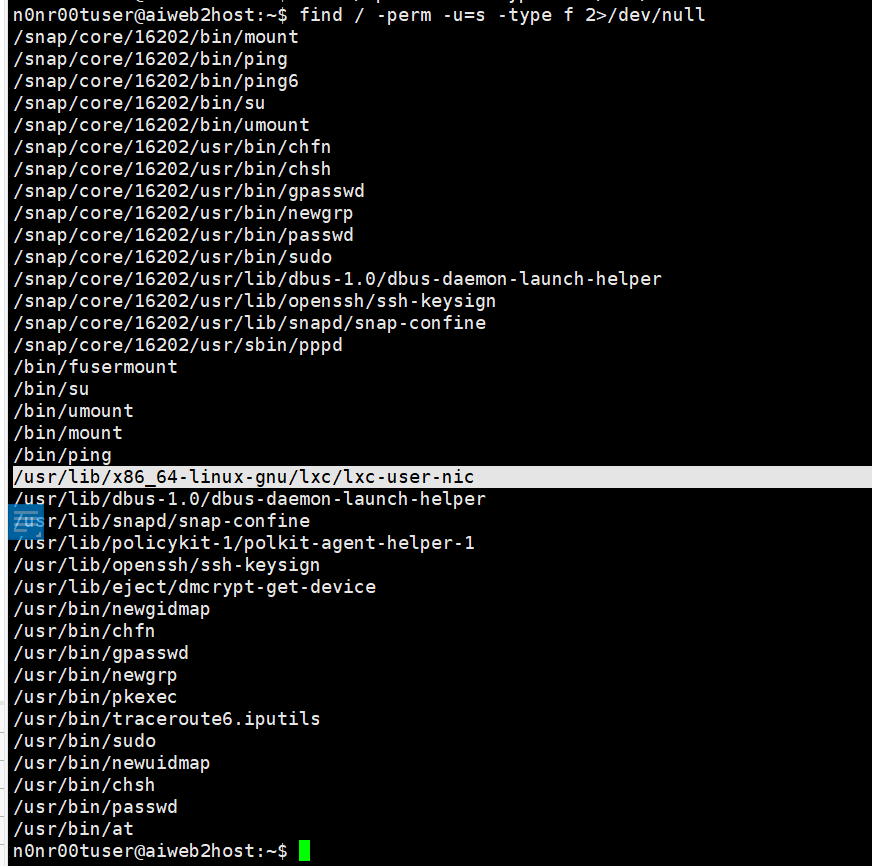 n0nr00tuser@aiweb2host:~$ find / -perm -u=s -type f 2>/dev/null
/snap/core/16202/bin/mount
/snap/core/16202/bin/ping
/snap/core/16202/bin/ping6
/snap/core/16202/bin/su
/snap/core/16202/bin/umount
/snap/core/16202/usr/bin/chfn
/snap/core/16202/usr/bin/chsh
/snap/core/16202/usr/bin/gpasswd
/snap/core/16202/usr/bin/newgrp
/snap/core/16202/usr/bin/passwd
/snap/core/16202/usr/bin/sudo
/snap/core/16202/usr/lib/dbus-1.0/dbus-daemon-launch-helper
/snap/core/16202/usr/lib/openssh/ssh-keysign
/snap/core/16202/usr/lib/snapd/snap-confine
/snap/core/16202/usr/sbin/pppd
/bin/fusermount
/bin/su
/bin/umount
/bin/mount
/bin/ping
/usr/lib/x86_64-linux-gnu/lxc/lxc-user-nic
/usr/lib/dbus-1.0/dbus-daemon-launch-helper
/usr/lib/snapd/snap-confine
/usr/lib/policykit-1/polkit-agent-helper-1
/usr/lib/openssh/ssh-keysign
/usr/lib/eject/dmcrypt-get-device
/usr/bin/newgidmap
/usr/bin/chfn
/usr/bin/gpasswd
/usr/bin/newgrp
/usr/bin/pkexec
/usr/bin/traceroute6.iputils
/usr/bin/sudo
/usr/bin/newuidmap
/usr/bin/chsh
/usr/bin/passwd
/usr/bin/at
n0nr00tuser@aiweb2host:~$